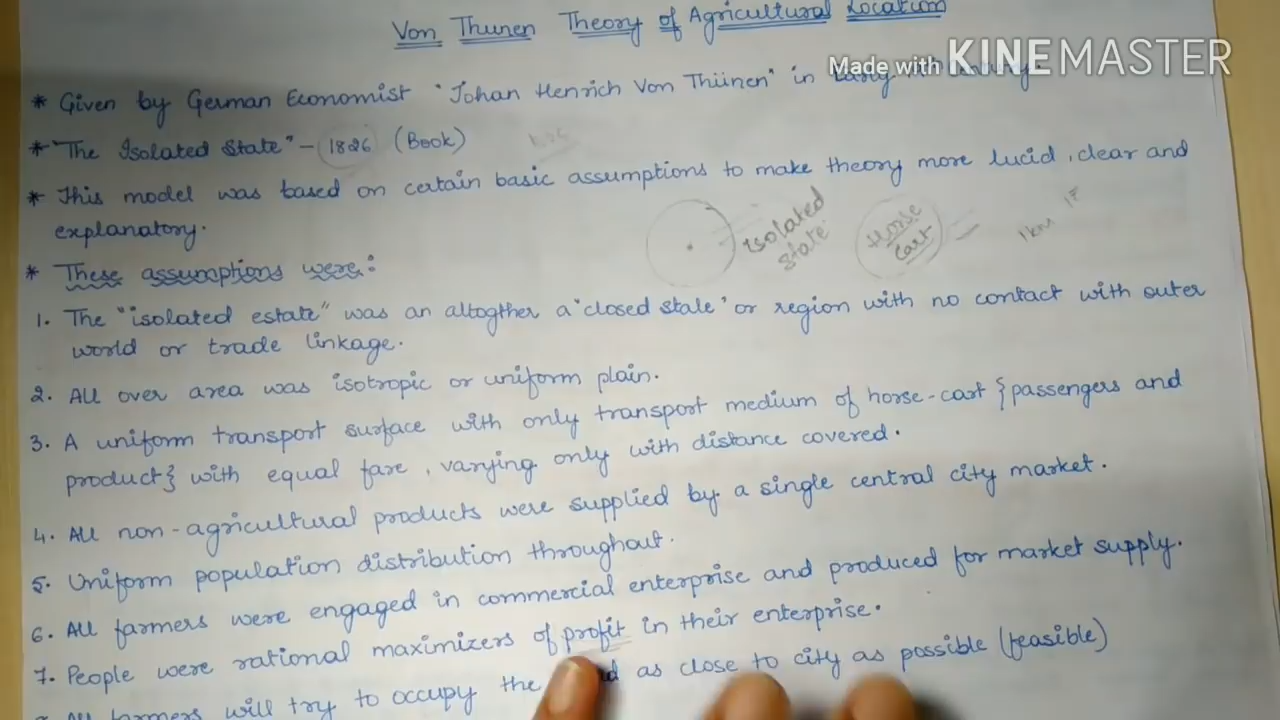 Von Thunen Theory of Agricultural Location
Made with KINEMASTER
* Given by German Economist "Johan Henrich Von Thünen" in
* "The Isolated State" - 1826 (Book)
* This model was based on certain basic assumptions to make theory more lucid, clear and
explanatory.
isolated
state
Horse
cart
1km 1₹
* These assumptions were:
1. The "isolated estate" was an altogther a "closed state" or region with no contact with outer
world or trade linkage.
2. All over area was isotropic or uniform plain.
3. A uniform transport surface with only transport medium of horse-cart {passengers and
product} with equal fare, varying only with distance covered.
4. All non-agricultural products were supplied by a single central city market.
5. Uniform population distribution throughout.
6. All farmers were engaged in commercial enterprise and produced for market supply.
7. People were rational maximizers of profit in their enterprise.
All farmers will try to occupy the as close to city as possible (feasible)